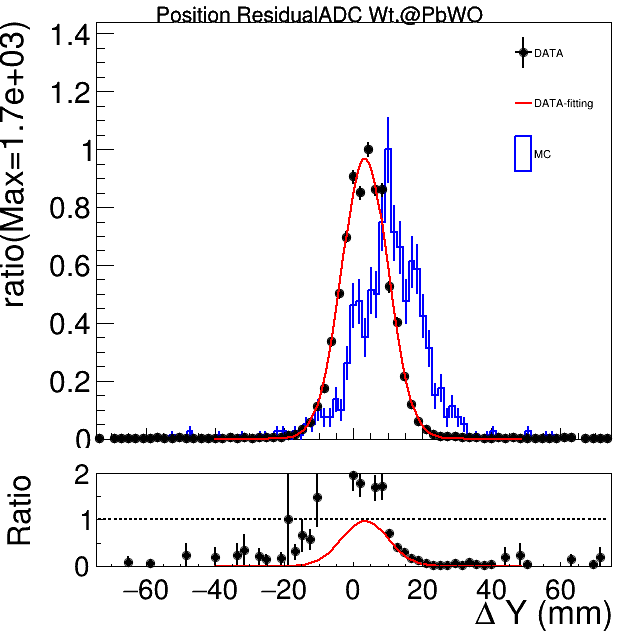 Position ResidualADC Wt.@PbWO
ratio(Max=1.7e+03)
1.4
1.2
1
0.8
0.6
0.4
0.2
0
DATA
DATA-fitting
MC
Ratio
2
1
0
−60 −40 −20 0 20 40 60
Δ Y (mm)